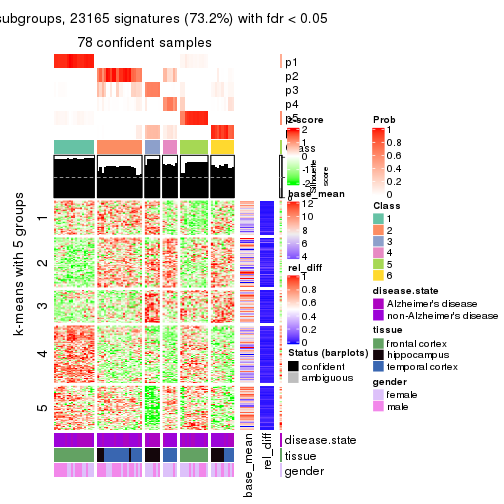 subgroups, 23165 signatures (73.2%) with fdr < 0.05
78 confident samples
p1
p2
p3
p4
p5
z-score
2
1
0
-1
-2
Silhouette
score
base_mean
12
10
8
6
4
rel_diff
1
0.8
0.6
0.4
0.2
0
Status (barplots)
confident
ambiguous
Prob
0.8
0.6
0.4
0.2
0
Class
1
2
3
4
5
6
disease.state
Alzheimer's disease
non-Alzheimer's disease
tissue
frontal cortex
hippocampus
temporal cortex
gender
female
male
k-means with 5 groups
1
2
3
4
5
disease.state
tissue
gender
base_mean
rel_diff